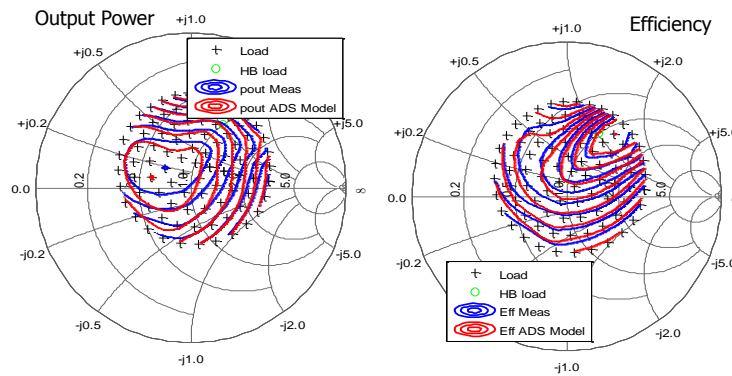 Output Power
+j1.0
+j0.5
+j0.2
0.0
-j0.2
-j0.5
-j1.0
-j2.0
-j5.0
∞
+j5.0
0.2
5.0
Load
HB load
pout Meas
pout ADS Model
Efficiency
+j1.0
+j0.5
+j2.0
+j0.2
+j5.0
0.0
0.2
5.0
-j0.2
-j5.0
-j2.0
-j1.0
Load
HB load
Eff Meas
Eff ADS Model